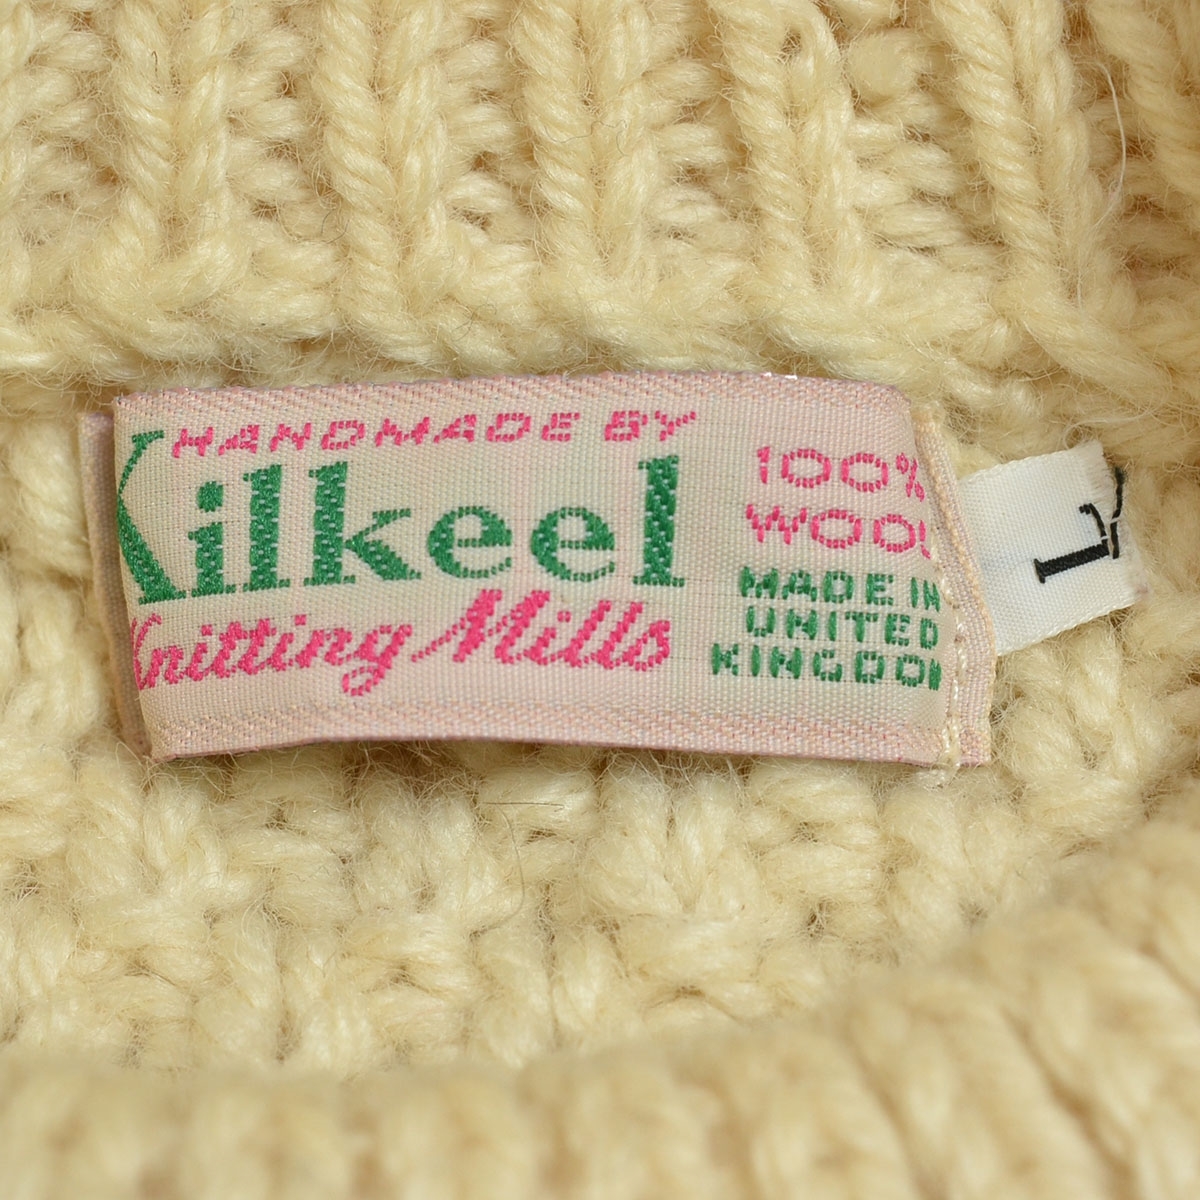 HANDMADE BY
Kilkeel
Knitting Mills
100%
WOOL
MADE IN
UNITED
KINGDOM
L